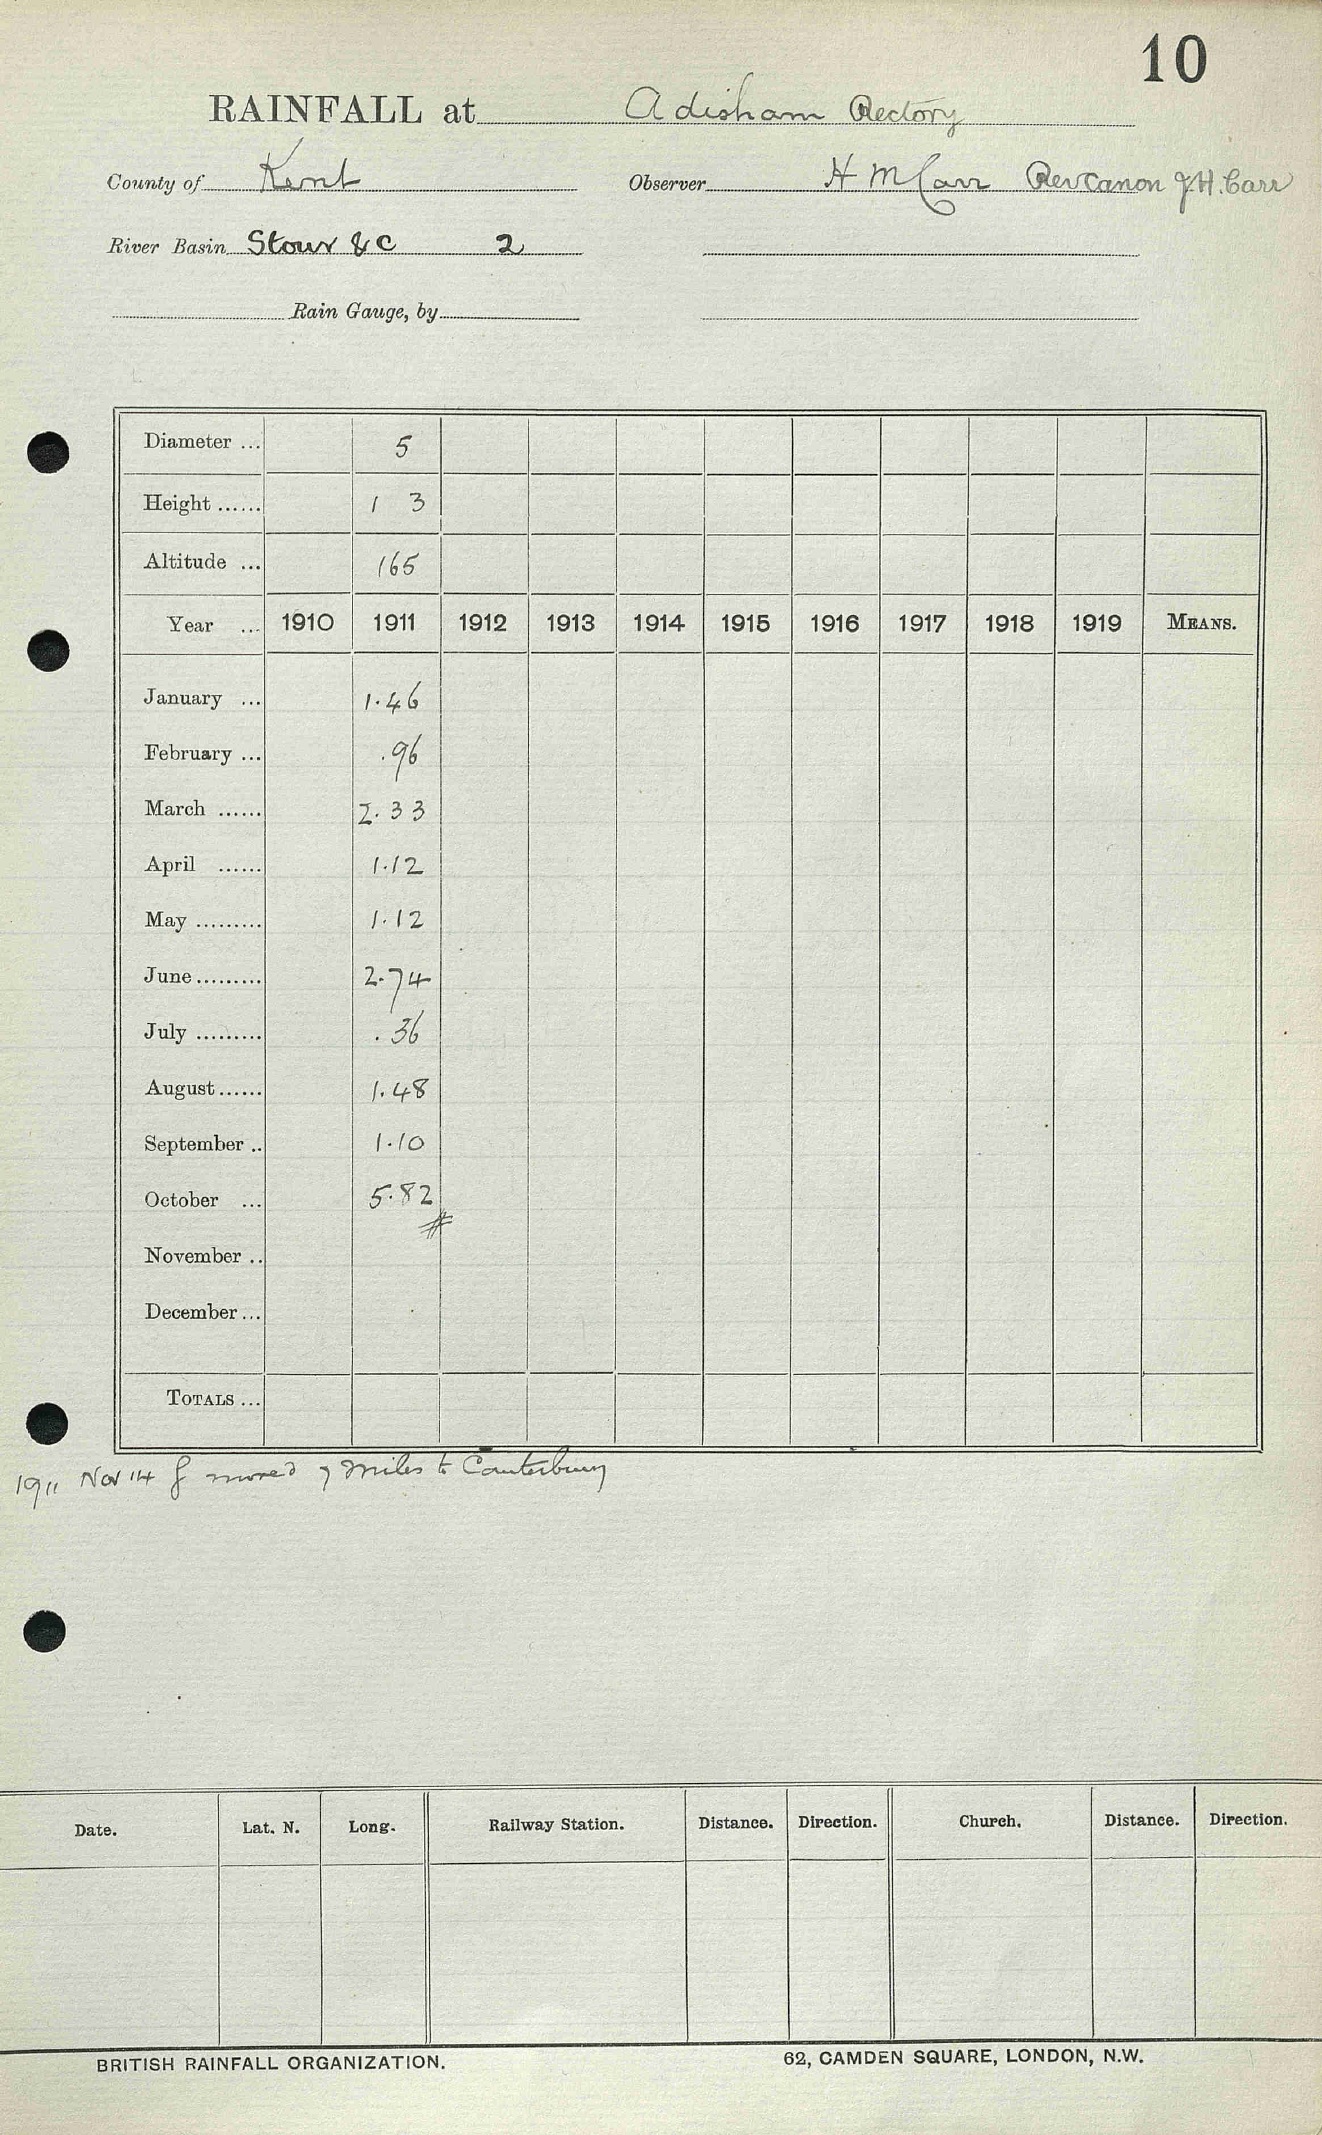 10
RAINFALL at Adisham Rectory
County of Kent Observer H M Carr Rev Canon J.H. Carr
River Basin Stour &c 2
Rain Gauge, by
Diameter ... 5
Height ...... 1 3
Altitude ... 165
Year ... 1910 1911 1912 1913 1914 1915 1916 1917 1918 1919 MEANS.
January ... 1.46
February ... .96
March ...... 2.33
April ...... 1.12
May ......... 1.12
June ......... 2.74
July ......... .36
August ...... 1.48
September .. 1.10
October ... 5.82
#
November ..
December ...
TOTALS ...
1911 Nov 14 g moved 7 miles to Canterbury
Date. Lat. N. Long. Railway Station. Distance. Direction. Church. Distance. Direction.
BRITISH RAINFALL ORGANIZATION. 62, CAMDEN SQUARE, LONDON, N.W.